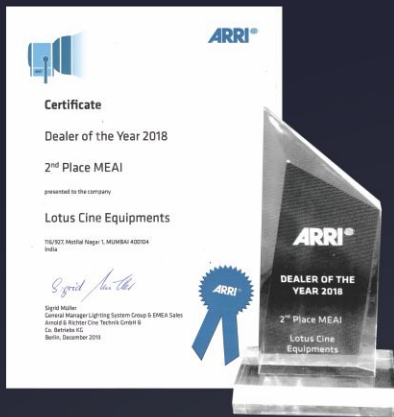 ARRI®
Certificate
Dealer of the Year 2018
2nd Place MEAI
presented to the company
Lotus Cine Equipments
116/927, Motilal Nagar 1, MUMBAI 400104
India
Sigrid Müller
Sigrid Müller
General Manager Lighting System Group & EMEA Sales
Arnold & Richter Cine Technik GmbH &
Co. Betriebs KG
Berlin, December 2018
ARRI®
ARRI®
DEALER OF THE
YEAR 2018
2nd Place MEAI
Lotus Cine
Equipments